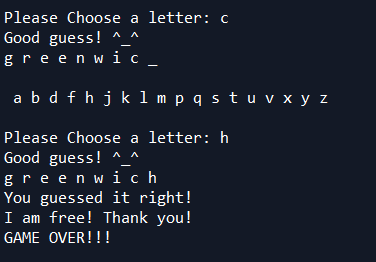 Please Choose a letter: c
Good guess! ^_^
g r e e n w i c _
a b d f h j k l m p q s t u v x y z
Please Choose a letter: h
Good guess! ^_^
g r e e n w i c h
You guessed it right!
I am free! Thank you!
GAME OVER!!!